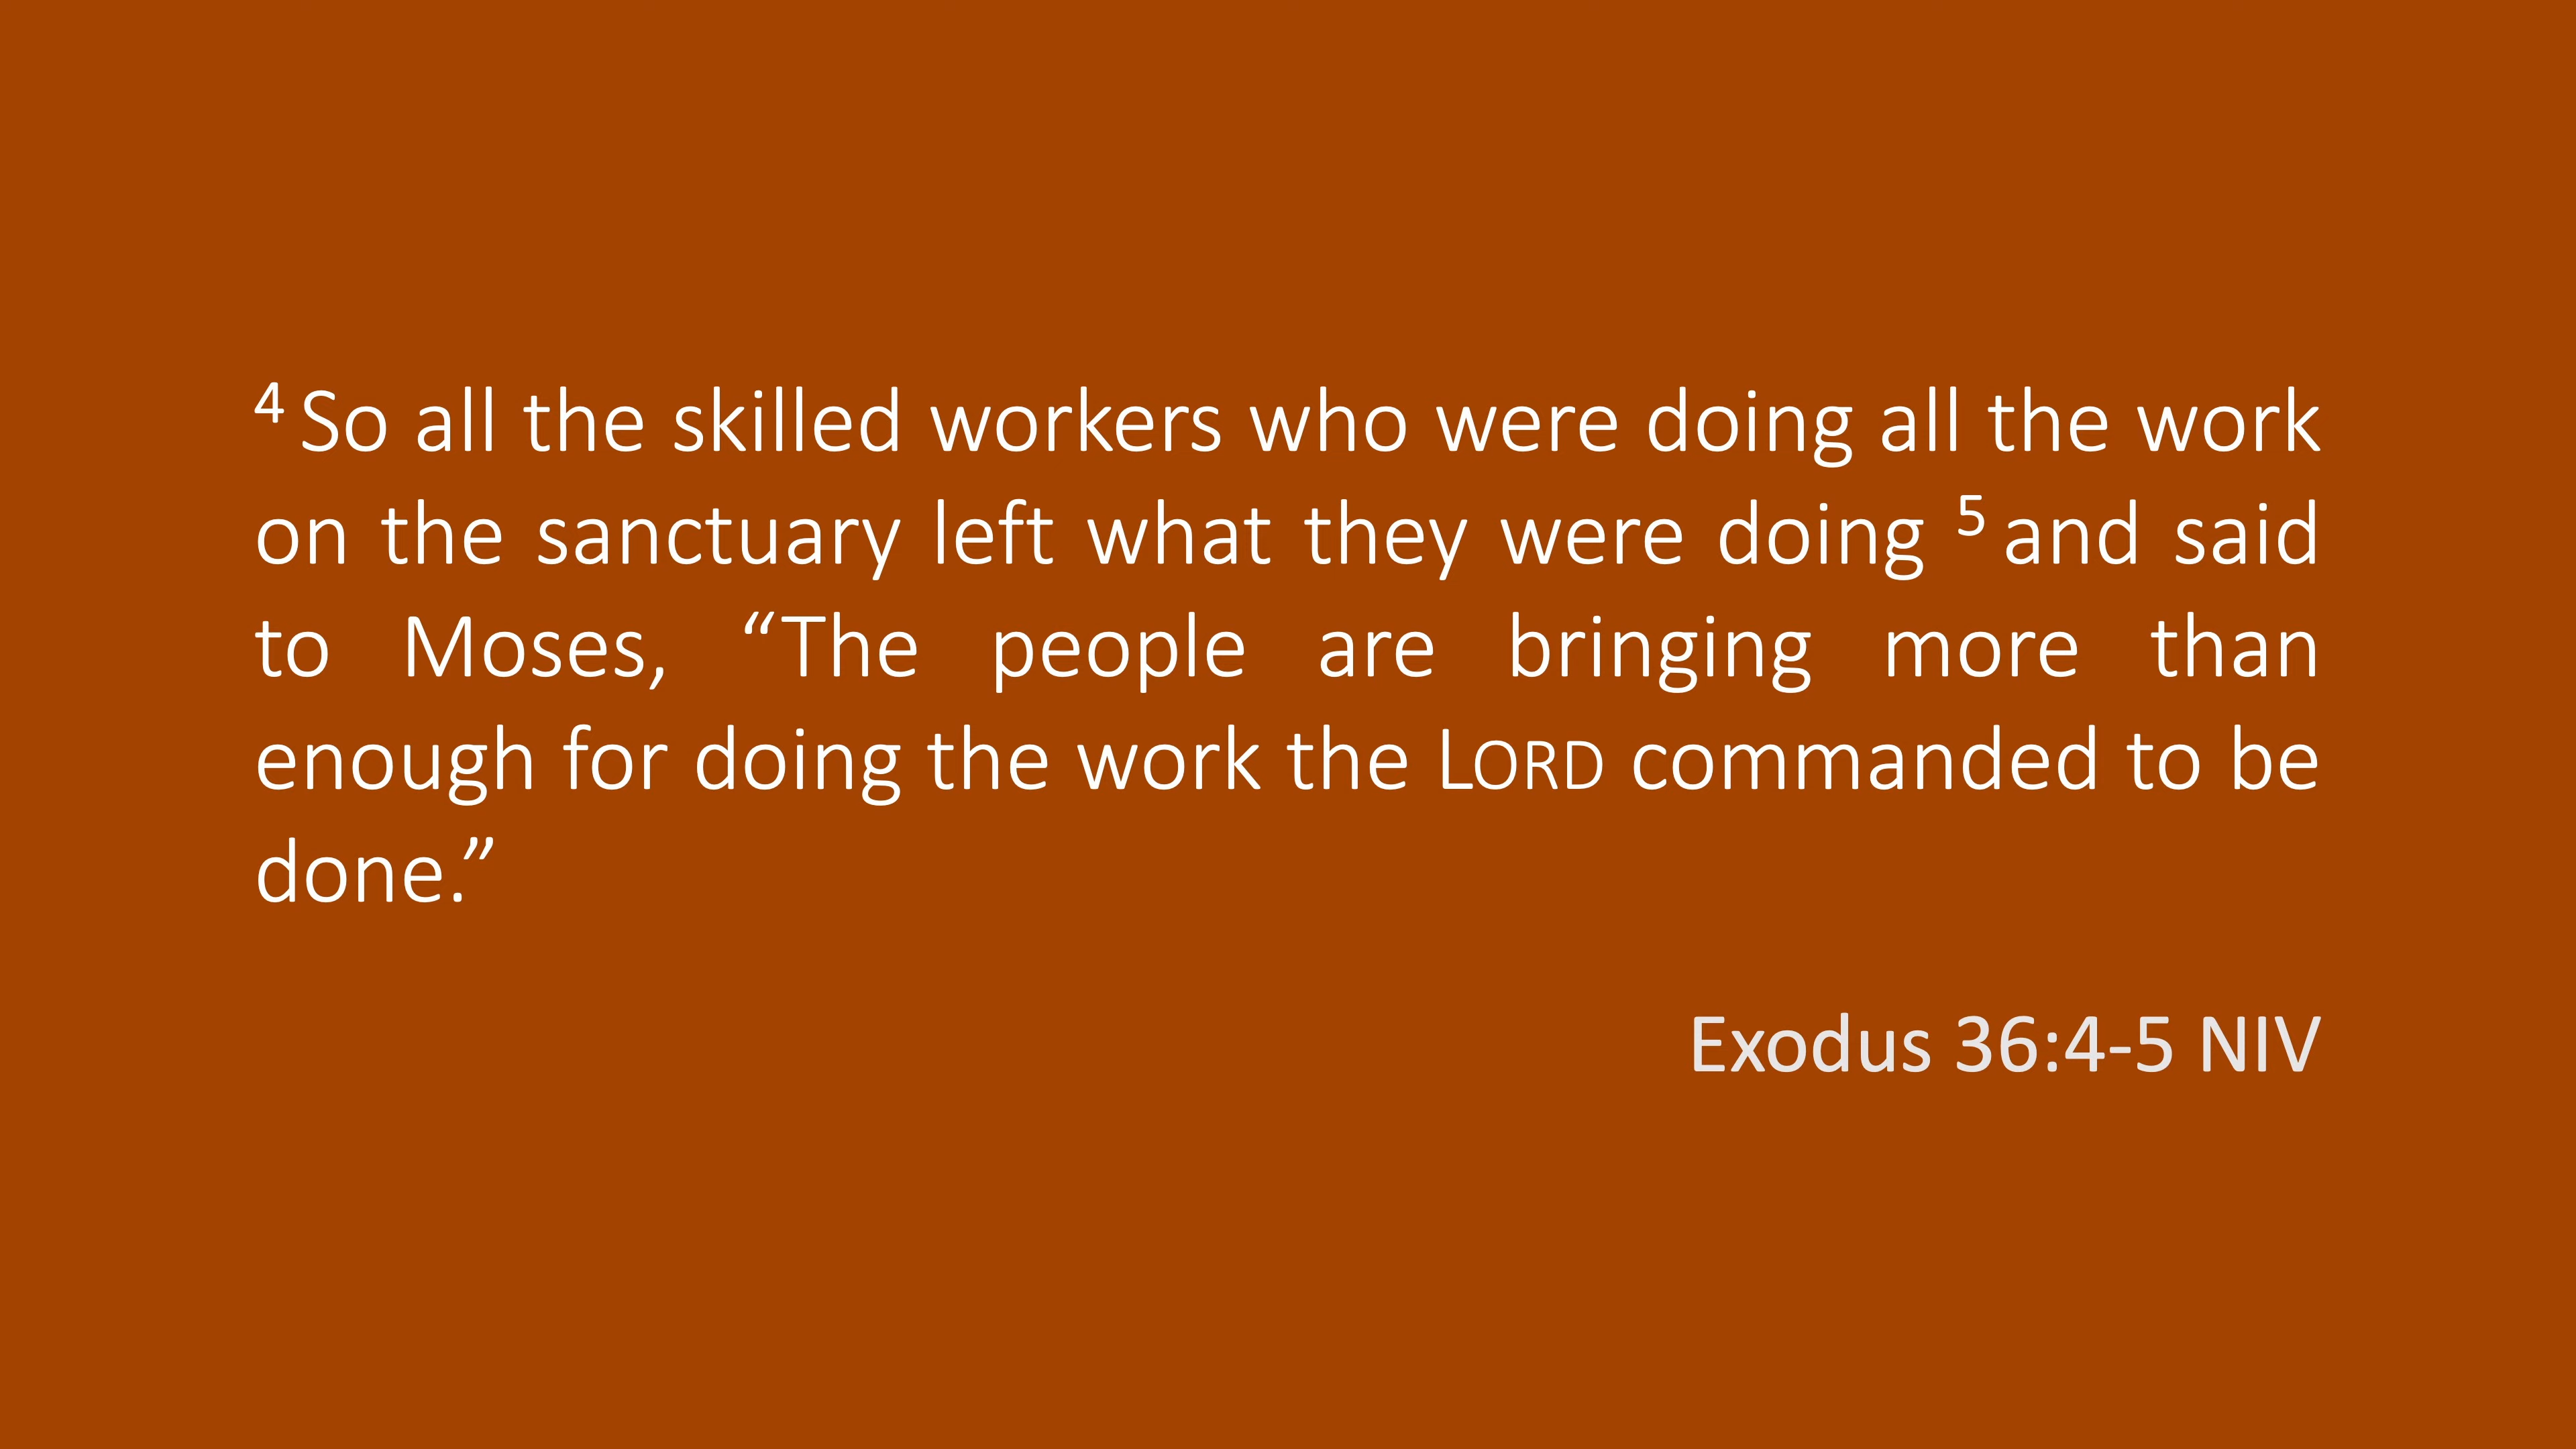 ⁴ So all the skilled workers who were doing all the work
on the sanctuary left what they were doing ⁵ and said
to Moses, “The people are bringing more than
enough for doing the work the LORD commanded to be
done.”
Exodus 36:4-5 NIV